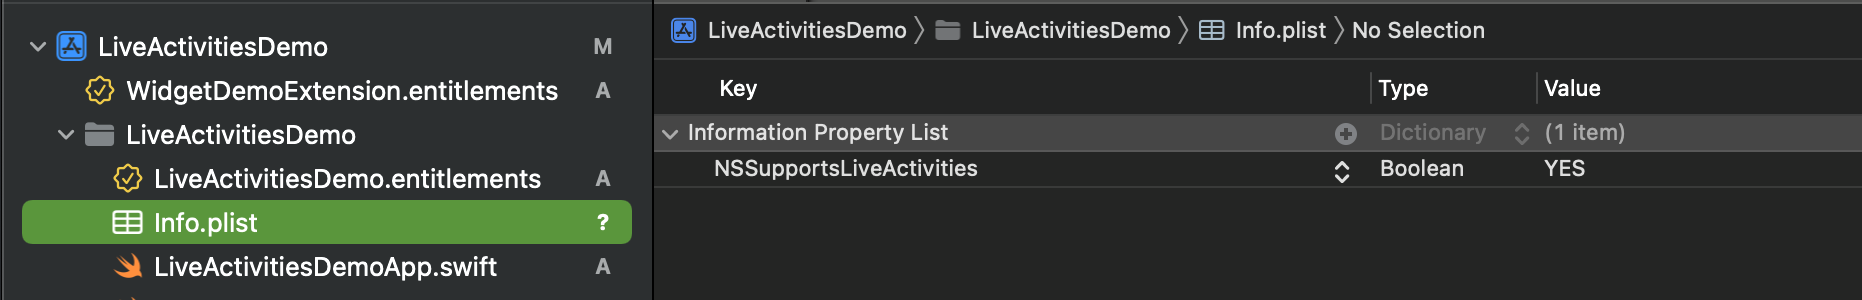 LiveActivitiesDemo M
WidgetDemoExtension.entitlements A
LiveActivitiesDemo
LiveActivitiesDemo.entitlements A
Info.plist ?
LiveActivitiesDemoApp.swift A
LiveActivitiesDemo LiveActivitiesDemo Info.plist No Selection
Key Type Value
Information Property List Dictionary (1 item)
NSSupportsLiveActivities Boolean YES